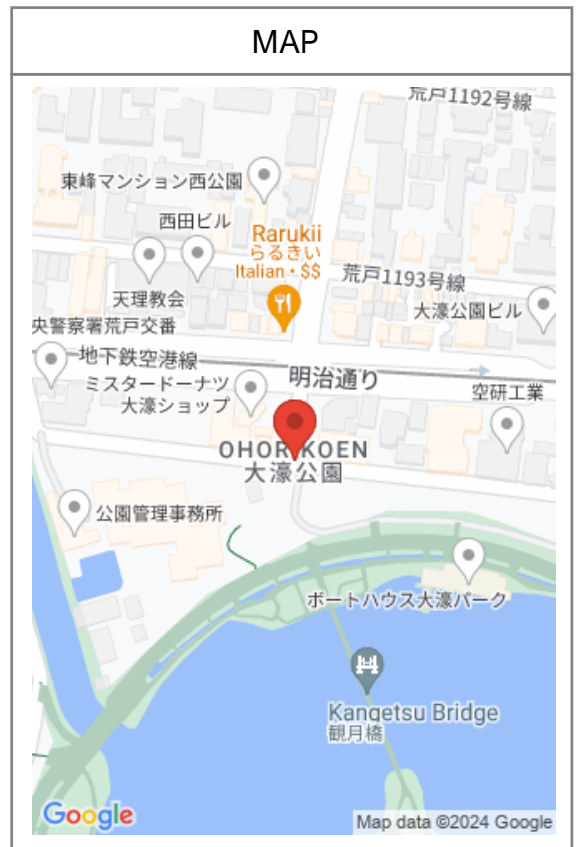 MAP
荒戸1192号線
東峰マンション西公園
西田ビル
Rarukii
らるきい
Italian • $$
荒戸1193号線
天理教会
大濠公園ビル
央警察署荒戸交番
地下鉄空港線
明治通り
ミスタードーナツ
大濠ショップ
空研工業
OHORIKOEN
大濠公園
公園管理事務所
ボートハウス大濠パーク
Kangetsu Bridge
観月橋
Google
Map data ©2024 Google